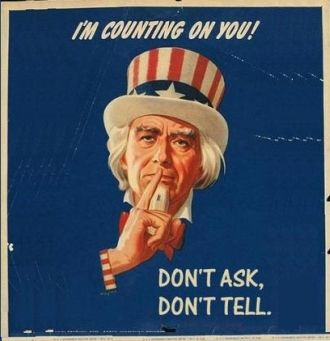 I'M COUNTING ON YOU!
DON'T ASK,
DON'T TELL.